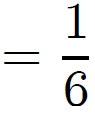 = 1/6